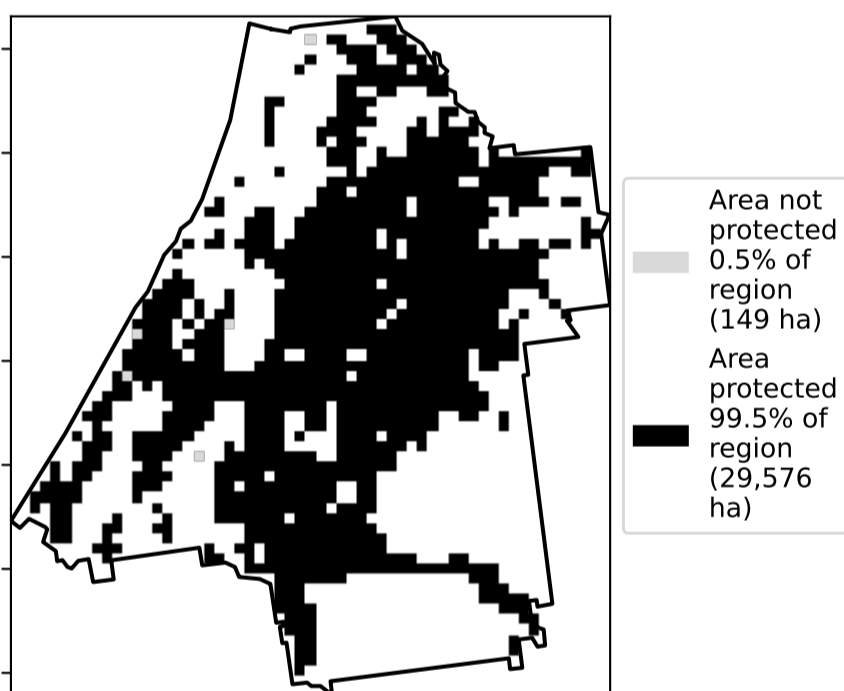 Area not
protected
0.5% of
region
(149 ha)
Area
protected
99.5% of
region
(29,576
ha)